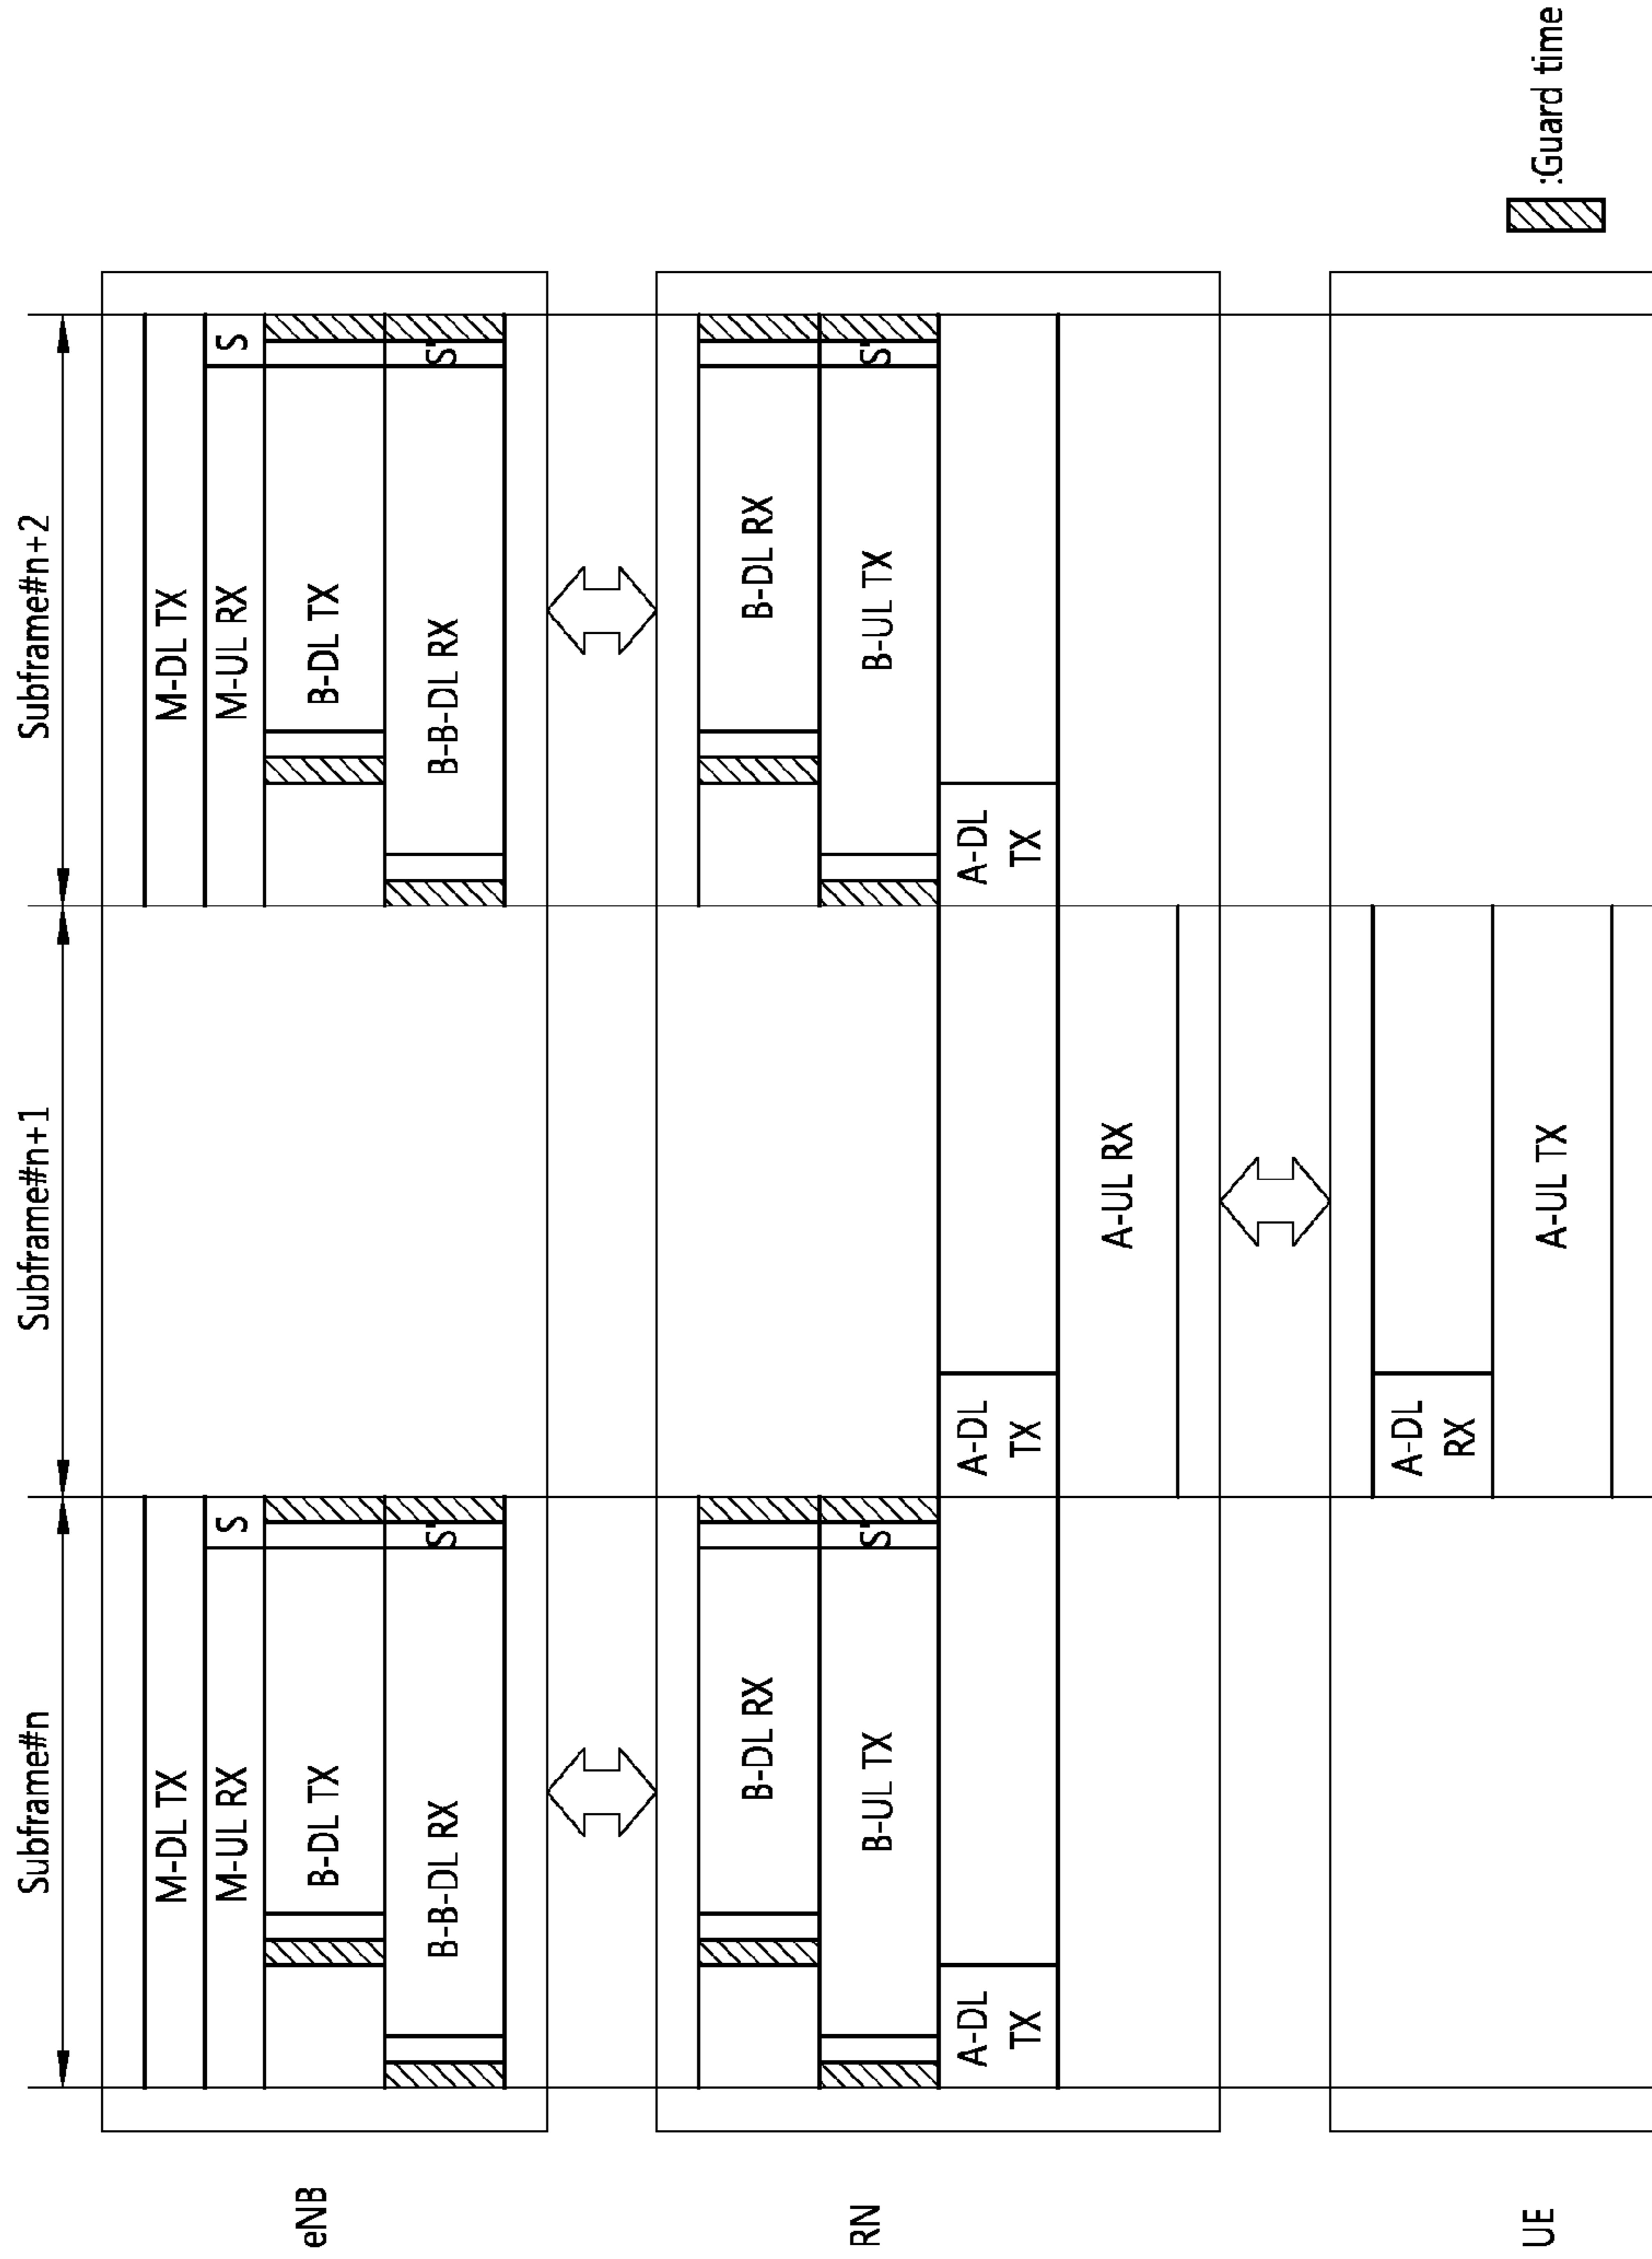 Subframe#n
Subframe#n+1
Subframe#n+2
eNB
M-DL TX
M-DL TX
M-UL RX
S
M-UL RX
S
B-DL TX
B-DL TX
B-B-DL RX
S'
B-B-DL RX
S'
RN
B-DL RX
B-DL RX
B-UL TX
S'
B-UL TX
S'
A-DL
TX
A-DL
TX
A-DL
TX
A-UL RX
UE
A-DL
RX
A-UL TX
:Guard time